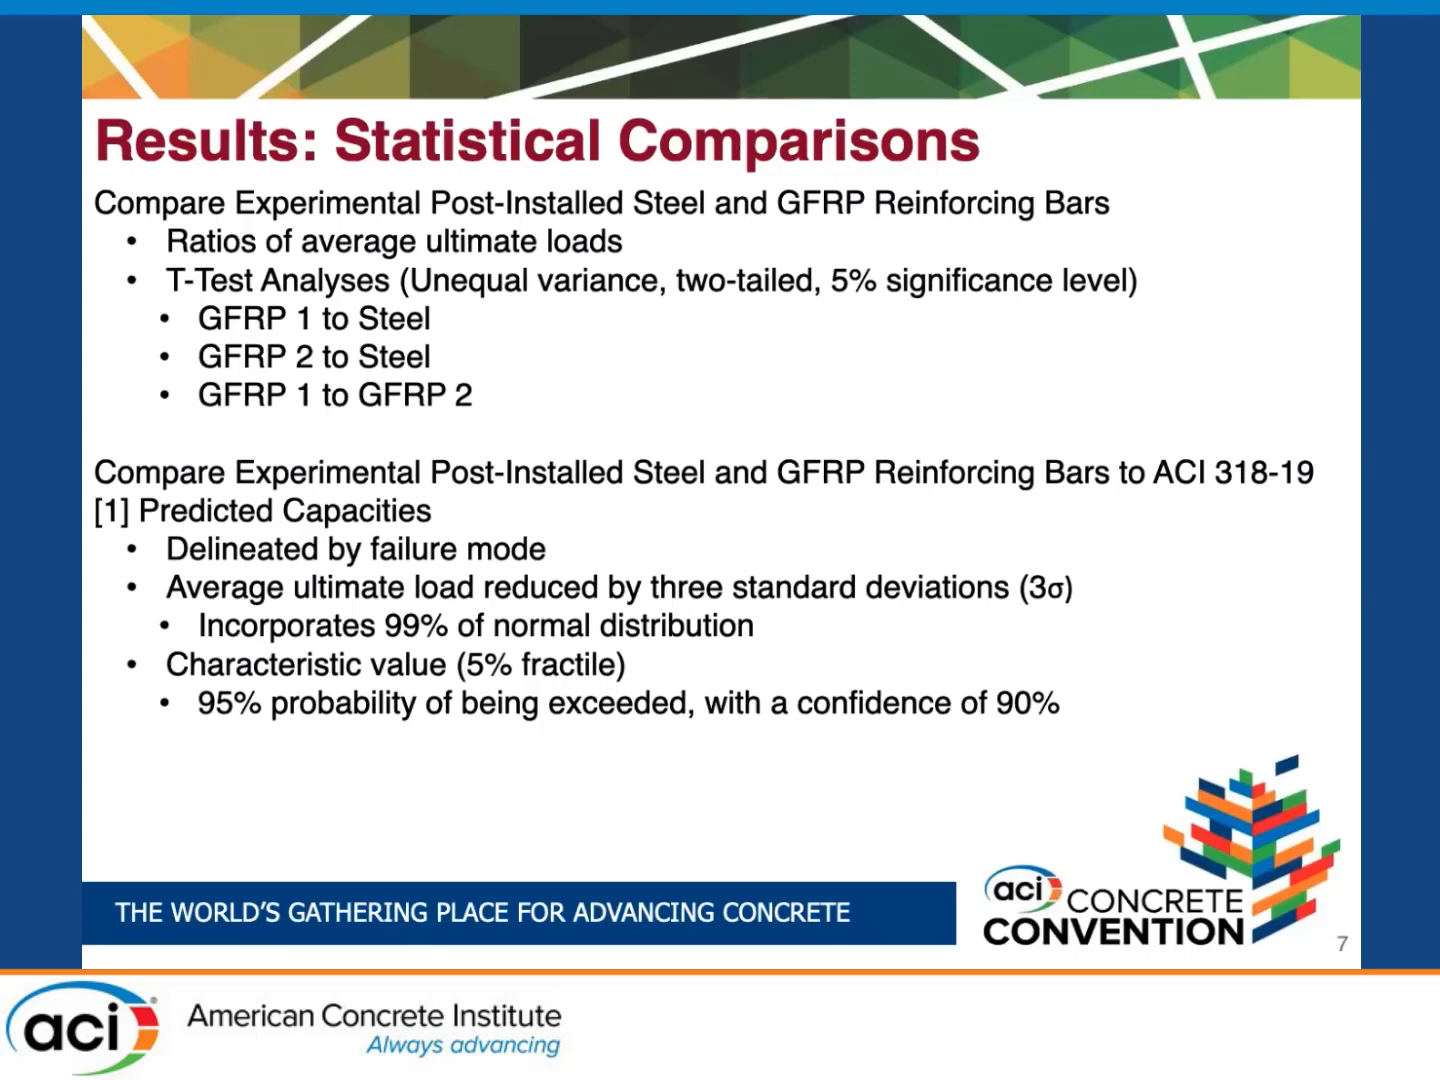 Results: Statistical Comparisons
Compare Experimental Post-Installed Steel and GFRP Reinforcing Bars
• Ratios of average ultimate loads
• T-Test Analyses (Unequal variance, two-tailed, 5% significance level)
• GFRP 1 to Steel
• GFRP 2 to Steel
• GFRP 1 to GFRP 2
Compare Experimental Post-Installed Steel and GFRP Reinforcing Bars to ACI 318-19
[1] Predicted Capacities
• Delineated by failure mode
• Average ultimate load reduced by three standard deviations (3σ)
• Incorporates 99% of normal distribution
• Characteristic value (5% fractile)
• 95% probability of being exceeded, with a confidence of 90%
THE WORLD'S GATHERING PLACE FOR ADVANCING CONCRETE
aci CONCRETE
CONVENTION
7
aci
American Concrete Institute
Always advancing